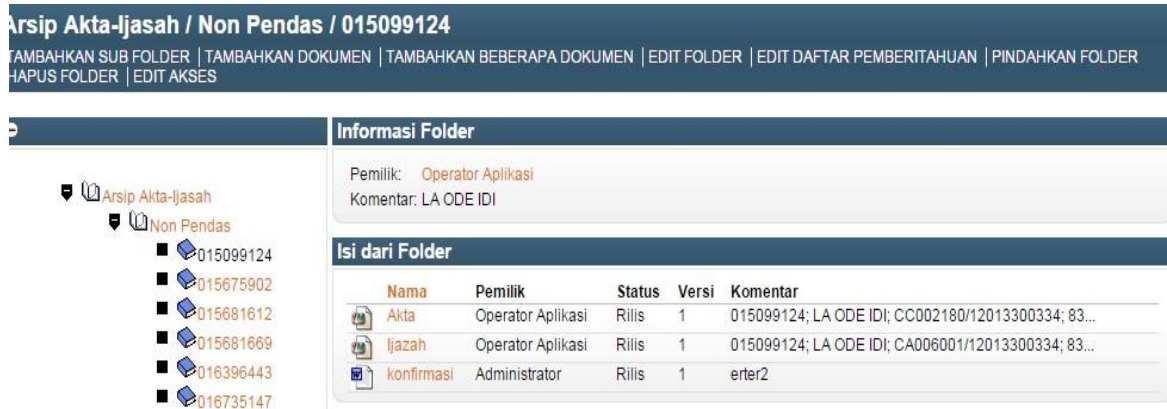 Arsip Akta-Ijasah / Non Pendas / 015099124
TAMBAHKAN SUB FOLDER | TAMBAHKAN DOKUMEN | TAMBAHKAN BEBERAPA DOKUMEN | EDIT FOLDER | EDIT DAFTAR PEMBERITAHUAN | PINDAHKAN FOLDER
HAPUS FOLDER | EDIT AKSES
Arsip Akta-Ijasah
Non Pendas
015099124
015675902
015681612
015681669
016396443
016735147
Informasi Folder
Pemilik: Operator Aplikasi
Komentar: LA ODE IDI
Isi dari Folder
Nama Pemilik Status Versi Komentar
Akta Operator Aplikasi Rilis 1 015099124; LA ODE IDI; CC002180/12013300334; 83...
Ijazah Operator Aplikasi Rilis 1 015099124; LA ODE IDI; CA006001/12013300334; 83...
konfirmasi Administrator Rilis 1 erter2